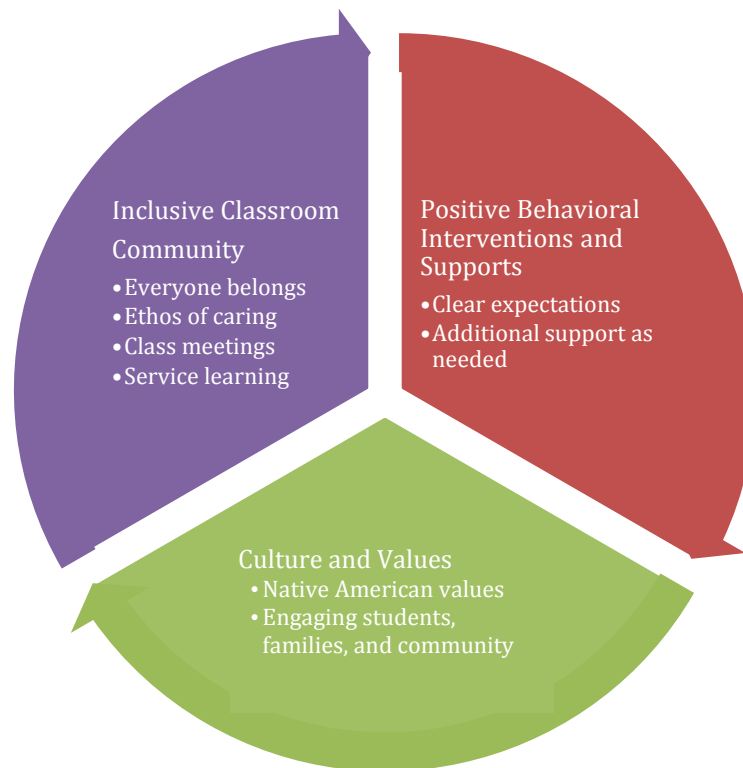 Inclusive Classroom
Community
•Everyone belongs
•Ethos of caring
•Class meetings
•Service learning
Positive Behavioral
Interventions and
Supports
•Clear expectations
•Additional support as
needed
Culture and Values
•Native American values
•Engaging students,
families, and community